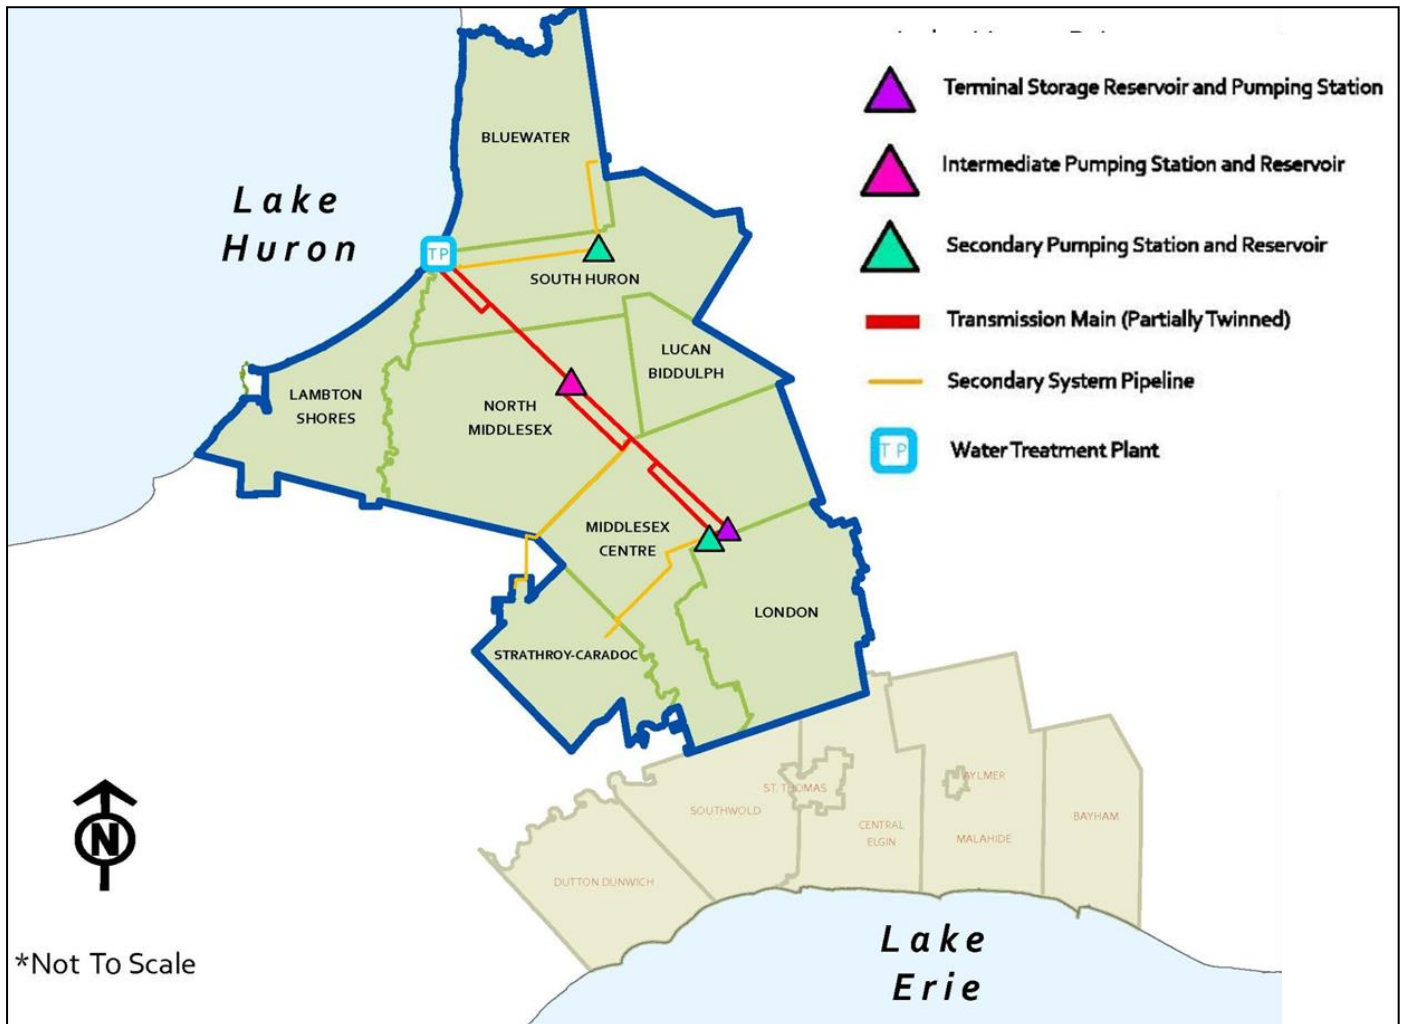 Terminal Storage Reservoir and Pumping Station
Intermediate Pumping Station and Reservoir
Secondary Pumping Station and Reservoir
Transmission Main (Partially Twinned)
Secondary System Pipeline
TP
Water Treatment Plant
BLUEWATER
Lake
Huron
TP
SOUTH HURON
LUCAN
BIDDULPH
LAMBTON
SHORES
NORTH
MIDDLESEX
MIDDLESEX
CENTRE
LONDON
STRATHROY-CARADOC
ST. THOMAS
AYLMER
SOUTHWOLD
CENTRAL
ELGIN
MALAHIDE
BAYHAM
DUTTON DUNWICH
N
Lake
Erie
*Not To Scale